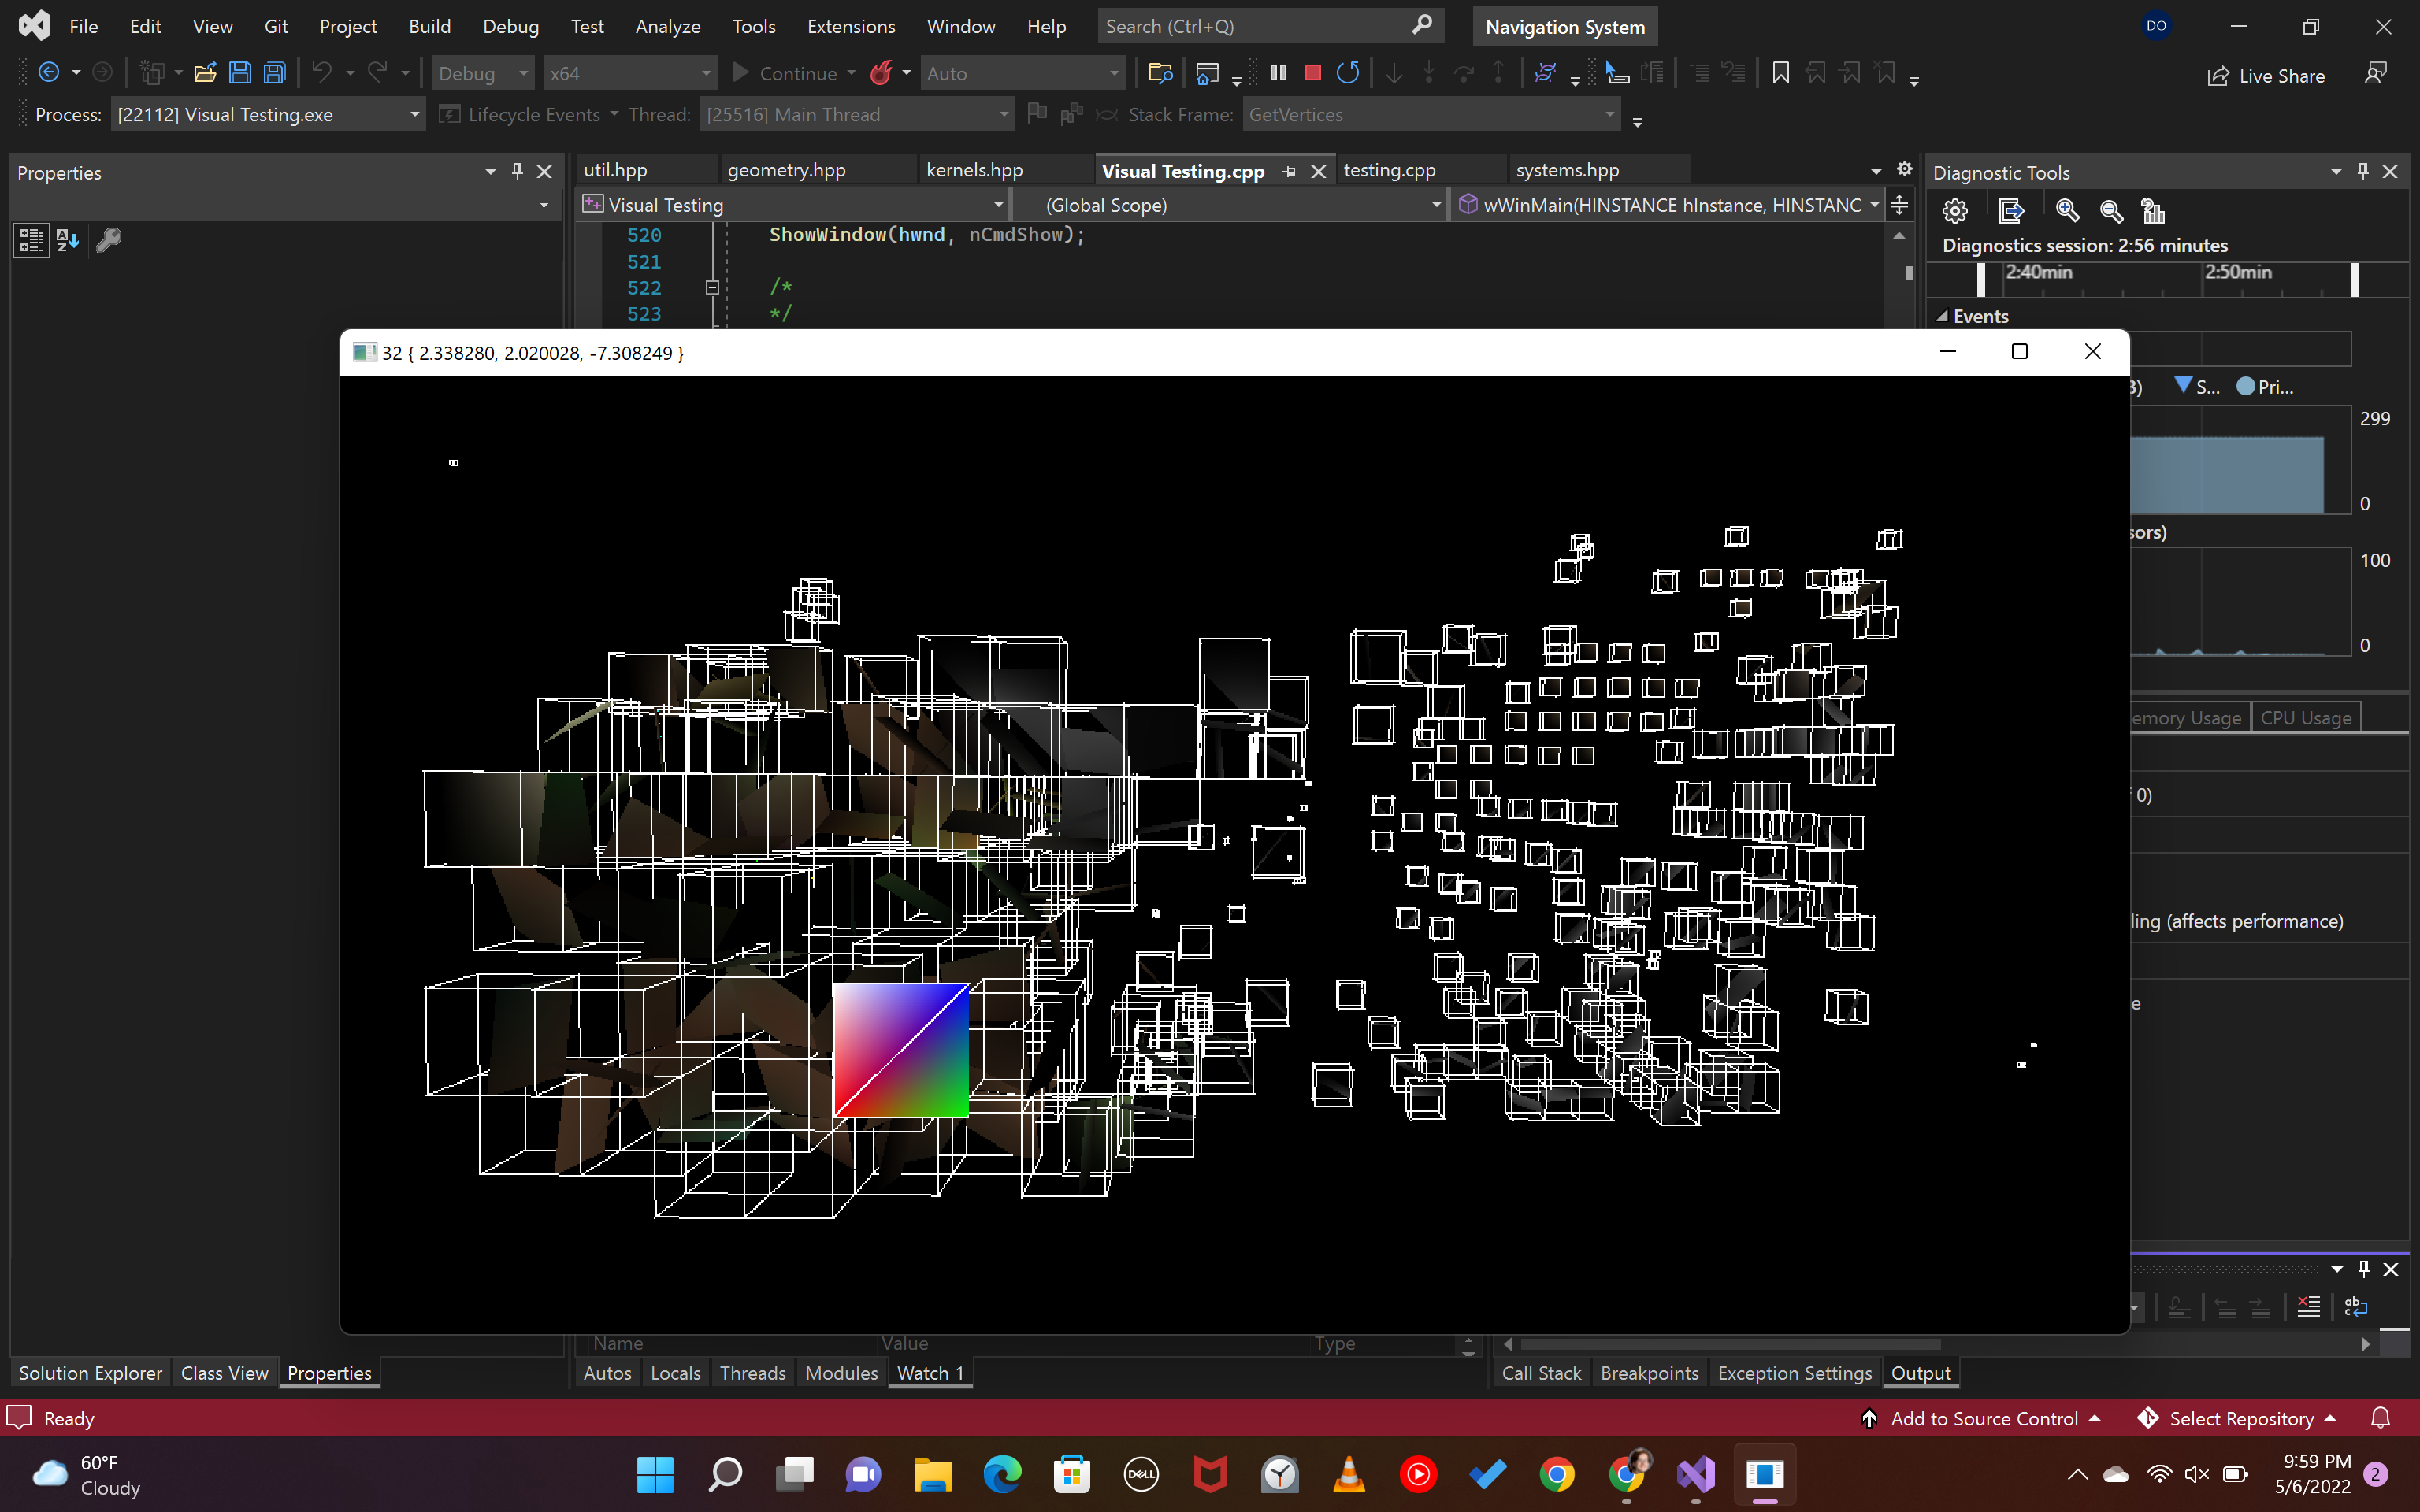 File Edit View Git Project Build Debug Test Analyze Tools Extensions Window Help Search (Ctrl+Q) Navigation System DO
Debug x64 Continue Auto Live Share
Process: [22112] Visual Testing.exe Lifecycle Events Thread: [25516] Main Thread Stack Frame: GetVertices
Properties
util.hpp geometry.hpp kernels.hpp Visual Testing.cpp testing.cpp systems.hpp
Diagnostic Tools
Visual Testing (Global Scope) wWinMain(HINSTANCE hInstance, HINSTANC
520 ShowWindow(hwnd, nCmdShow);
521
522 /*
523 */
Diagnostics session: 2:56 minutes
2:40min 2:50min
Events
32 { 2.338280, 2.020028, -7.308249 }
S... Pri...
299
0
sors)
100
0
emory Usage CPU Usage
0)
ling (affects performance)
e
Name Value Type
Solution Explorer Class View Properties
Autos Locals Threads Modules Watch 1
Call Stack Breakpoints Exception Settings Output
Ready
Add to Source Control Select Repository
60°F
Cloudy
DELL
9:59 PM
5/6/2022
2